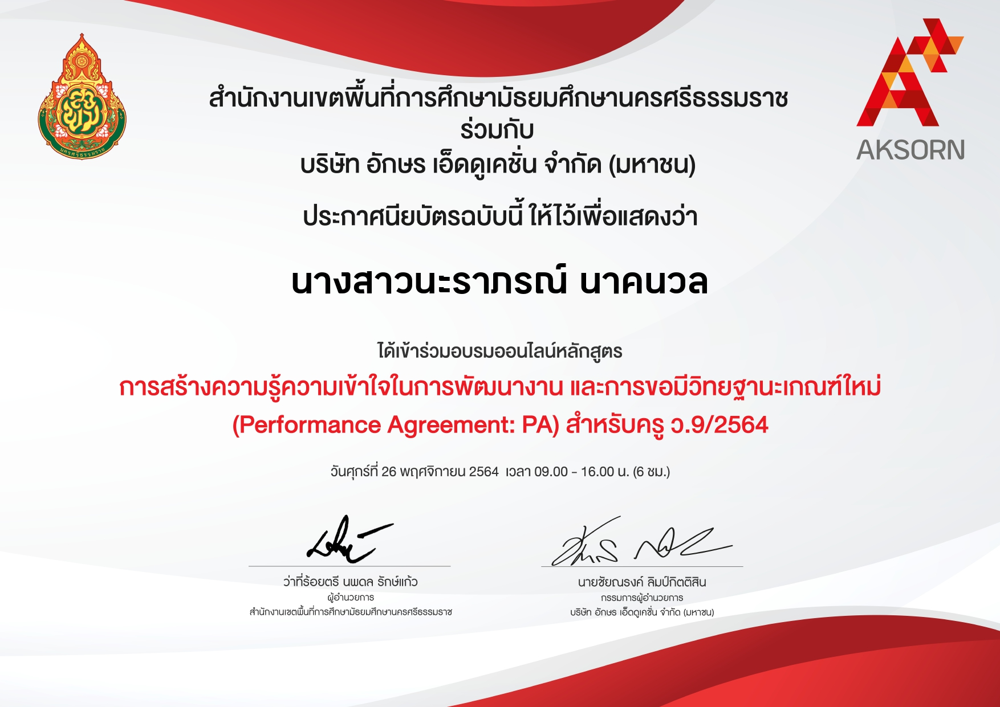 สำนักงานเขตพื้นที่การศึกษามัธยมศึกษานครศรีธรรมราช
ร่วมกับ
บริษัท อักษร เอ็ดดูเคชั่น จำกัด (มหาชน)
นครศรีธรรมราช
AKSORN
ประกาศนียบัตรฉบับนี้ ให้ไว้เพื่อแสดงว่า
นางสาวนะราภรณ์ นาคนวล
ได้เข้าร่วมอบรมออนไลน์หลักสูตร
การสร้างความรู้ความเข้าใจในการพัฒนางาน และการขอมีวิทยฐานะเกณฑ์ใหม่
(Performance Agreement: PA) สำหรับครู ว.9/2564
วันศุกร์ที่ 26 พฤศจิกายน 2564 เวลา 09.00 - 16.00 น. (6 ชม.)
ว่าที่ร้อยตรี นพดล รักษ์แก้ว
ผู้อำนวยการ
สำนักงานเขตพื้นที่การศึกษามัธยมศึกษานครศรีธรรมราช
นายชัยณรงค์ ลิมป์กิตติสิน
กรรมการผู้อำนวยการ
บริษัท อักษร เอ็ดดูเคชั่น จำกัด (มหาชน)